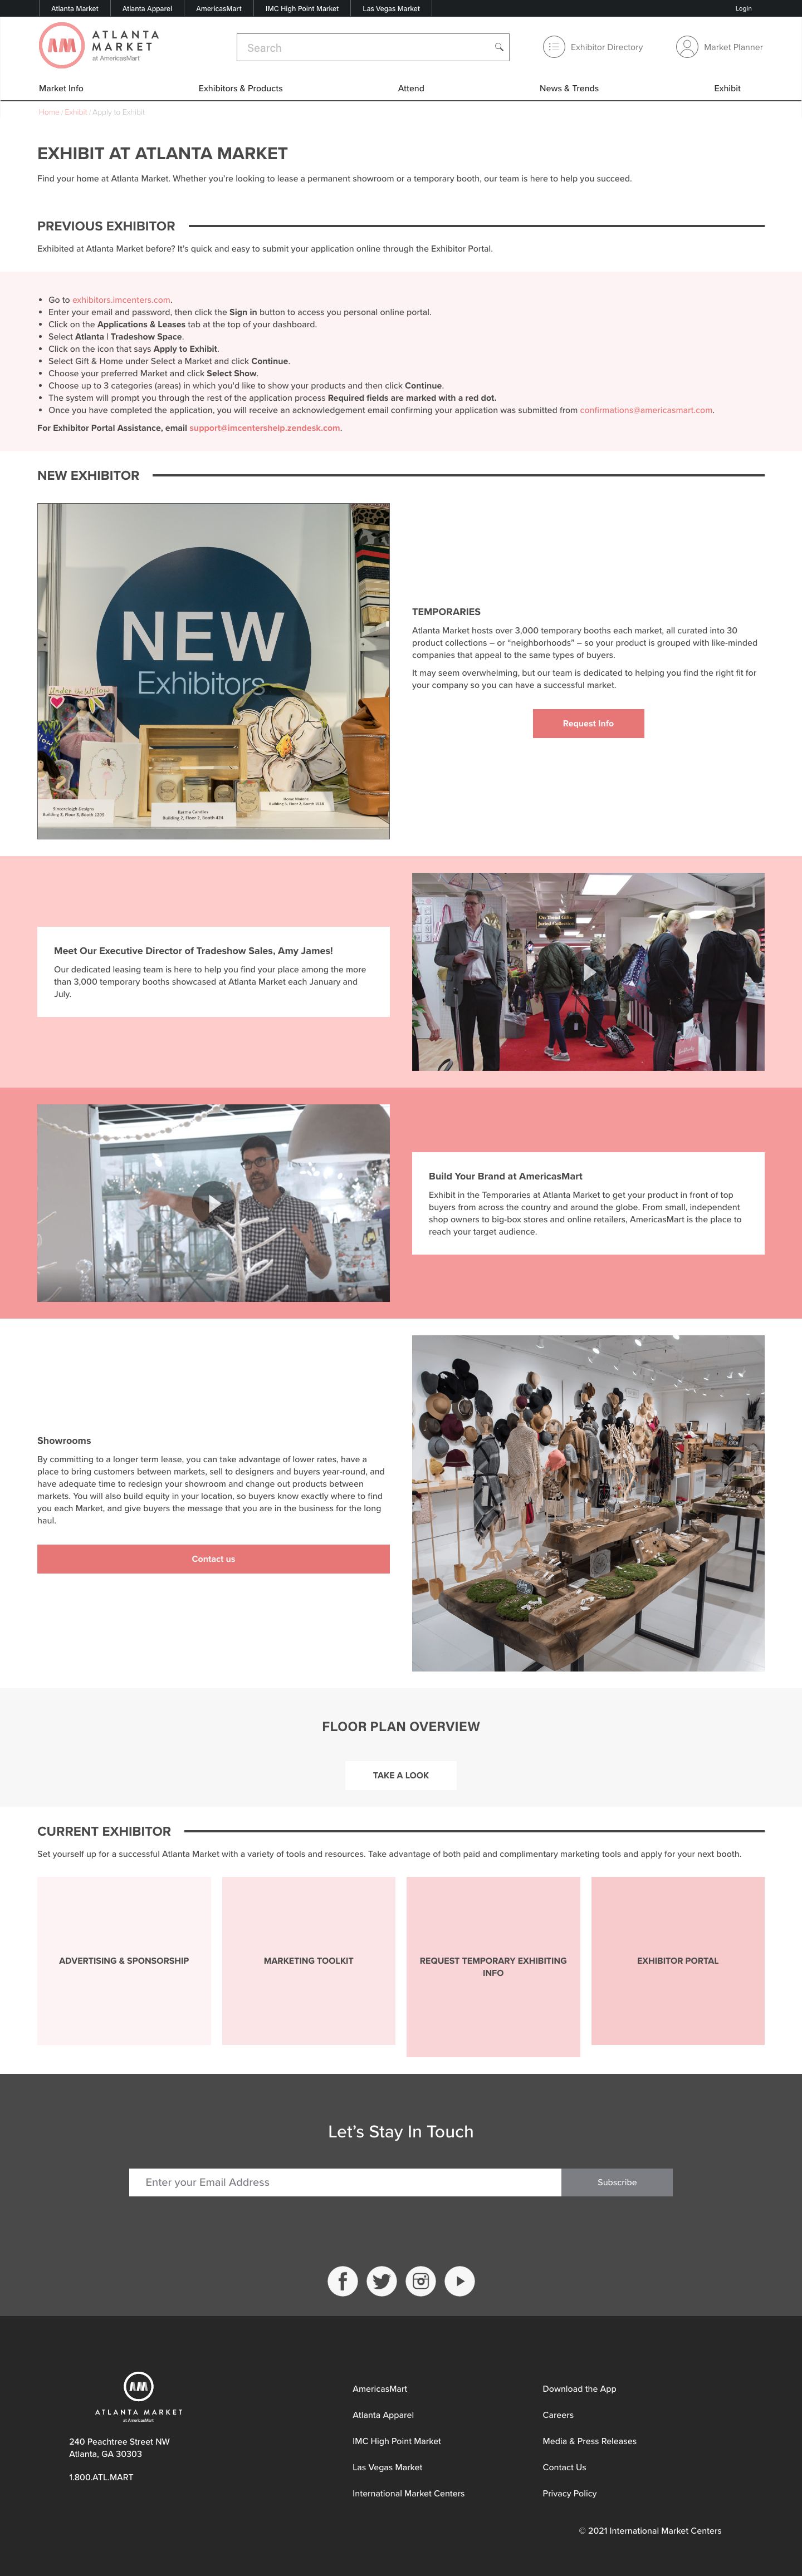 Atlanta Market
Atlanta Apparel
AmericasMart
IMC High Point Market
Las Vegas Market
Login
AM
ATLANTA
MARKET
at AmericasMart
Search
Exhibitor Directory
Market Planner
Market Info
Exhibitors & Products
Attend
News & Trends
Exhibit
Home / Exhibit / Apply to Exhibit
EXHIBIT AT ATLANTA MARKET
Find your home at Atlanta Market. Whether you're looking to lease a permanent showroom or a temporary booth, our team is here to help you succeed.
PREVIOUS EXHIBITOR
Exhibited at Atlanta Market before? It's quick and easy to submit your application online through the Exhibitor Portal.
• Go to exhibitors.imcenters.com.
• Enter your email and password, then click the Sign in button to access you personal online portal.
• Click on the Applications & Leases tab at the top of your dashboard.
• Select Atlanta | Tradeshow Space.
• Click on the icon that says Apply to Exhibit.
• Select Gift & Home under Select a Market and click Continue.
• Choose your preferred Market and click Select Show.
• Choose up to 3 categories (areas) in which you'd like to show your products and then click Continue.
• The system will prompt you through the rest of the application process Required fields are marked with a red dot.
• Once you have completed the application, you will receive an acknowledgement email confirming your application was submitted from confirmations@americasmart.com.
For Exhibitor Portal Assistance, email support@imcentershelp.zendesk.com.
NEW EXHIBITOR
NEW
Exhibitors
Under the Willow
Sincereleigh Designs
Building 3, Floor 3, Booth 1205
Karma Candles
Building 2, Floor 2, Booth 424
TEMPORARIES
Atlanta Market hosts over 3,000 temporary booths each market, all curated into 30
product collections – or “neighborhoods” – so your product is grouped with like-minded
companies that appeal to the same types of buyers.
It may seem overwhelming, but our team is dedicated to helping you find the right fit for
your company so you can have a successful market.
Request Info
Meet Our Executive Director of Tradeshow Sales, Amy James!
Our dedicated leasing team is here to help you find your place among the more
than 3,000 temporary booths showcased at Atlanta Market each January and
July.
Build Your Brand at AmericasMart
Exhibit in the Temporaries at Atlanta Market to get your product in front of top
buyers from across the country and around the globe. From small, independent
shop owners to big-box stores and online retailers, AmericasMart is the place to
reach your target audience.
Showrooms
By committing to a longer term lease, you can take advantage of lower rates, have a
place to bring customers between markets, sell to designers and buyers year-round, and
have adequate time to redesign your showroom and change out products between
markets. You will also build equity in your location, so buyers know exactly where to find
you each Market, and give buyers the message that you are in the business for the long
haul.
Contact us
FLOOR PLAN OVERVIEW
TAKE A LOOK
CURRENT EXHIBITOR
Set yourself up for a successful Atlanta Market with a variety of tools and resources. Take advantage of both paid and complimentary marketing tools and apply for your next booth.
ADVERTISING & SPONSORSHIP
MARKETING TOOLKIT
REQUEST TEMPORARY EXHIBITING
INFO
EXHIBITOR PORTAL
Let's Stay In Touch
Enter your Email Address
Subscribe
AM
ATLANTA MARKET
at AmericasMart
240 Peachtree Street NW
Atlanta, GA 30303
1.800.ATL.MART
AmericasMart
Atlanta Apparel
IMC High Point Market
Las Vegas Market
International Market Centers
Download the App
Careers
Media & Press Releases
Contact Us
Privacy Policy
© 2021 International Market Centers